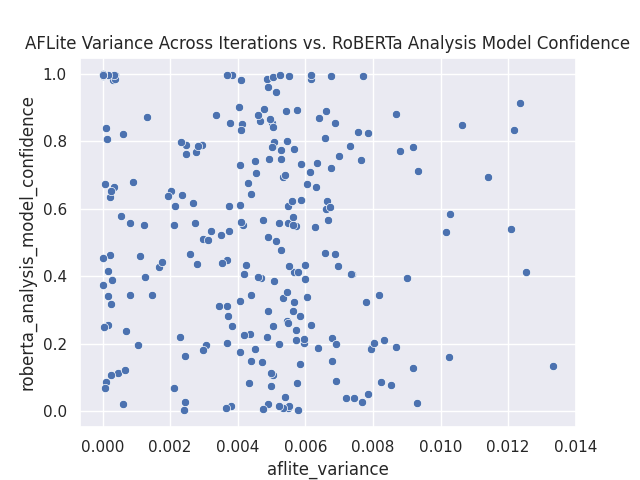 AFLite Variance Across Iterations vs. RoBERTa Analysis Model Confidence
1.0
0.8
0.6
0.4
0.2
0.0
roberta_analysis_model_confidence
0.000 0.002 0.004 0.006 0.008 0.010 0.012 0.014
aflite_variance